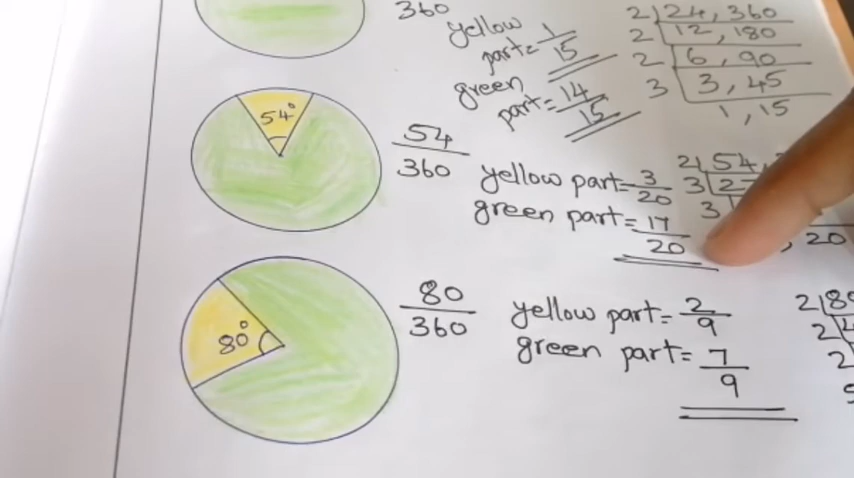 360
yellow
part = 1/15
green
part = 14/15
2 24, 360
2 12, 180
2 6, 90
3 3, 45
1, 15
54°
54/360
yellow part = 3/20
green part = 17/20
2 54,
3
3
, 20
80°
80/360
yellow part = 2/9
green part = 7/9
2
2
2